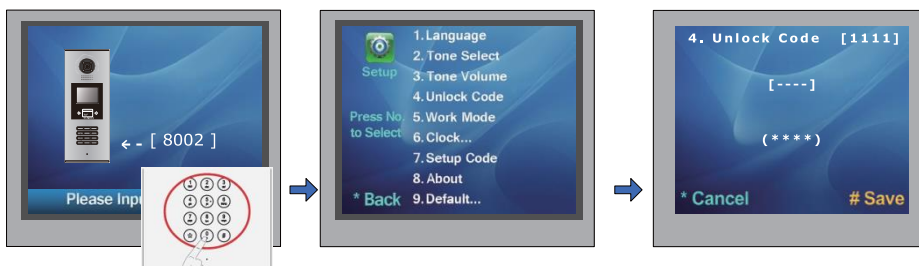 ← - [ 8002 ]
Please Inpu
Setup
Press No.
to Select
* Back
1. Language
2. Tone Select
3. Tone Volume
4. Unlock Code
5. Work Mode
6. Clock...
7. Setup Code
8. About
9. Default...
4. Unlock Code [1111]
[----]
(****)
* Cancel # Save